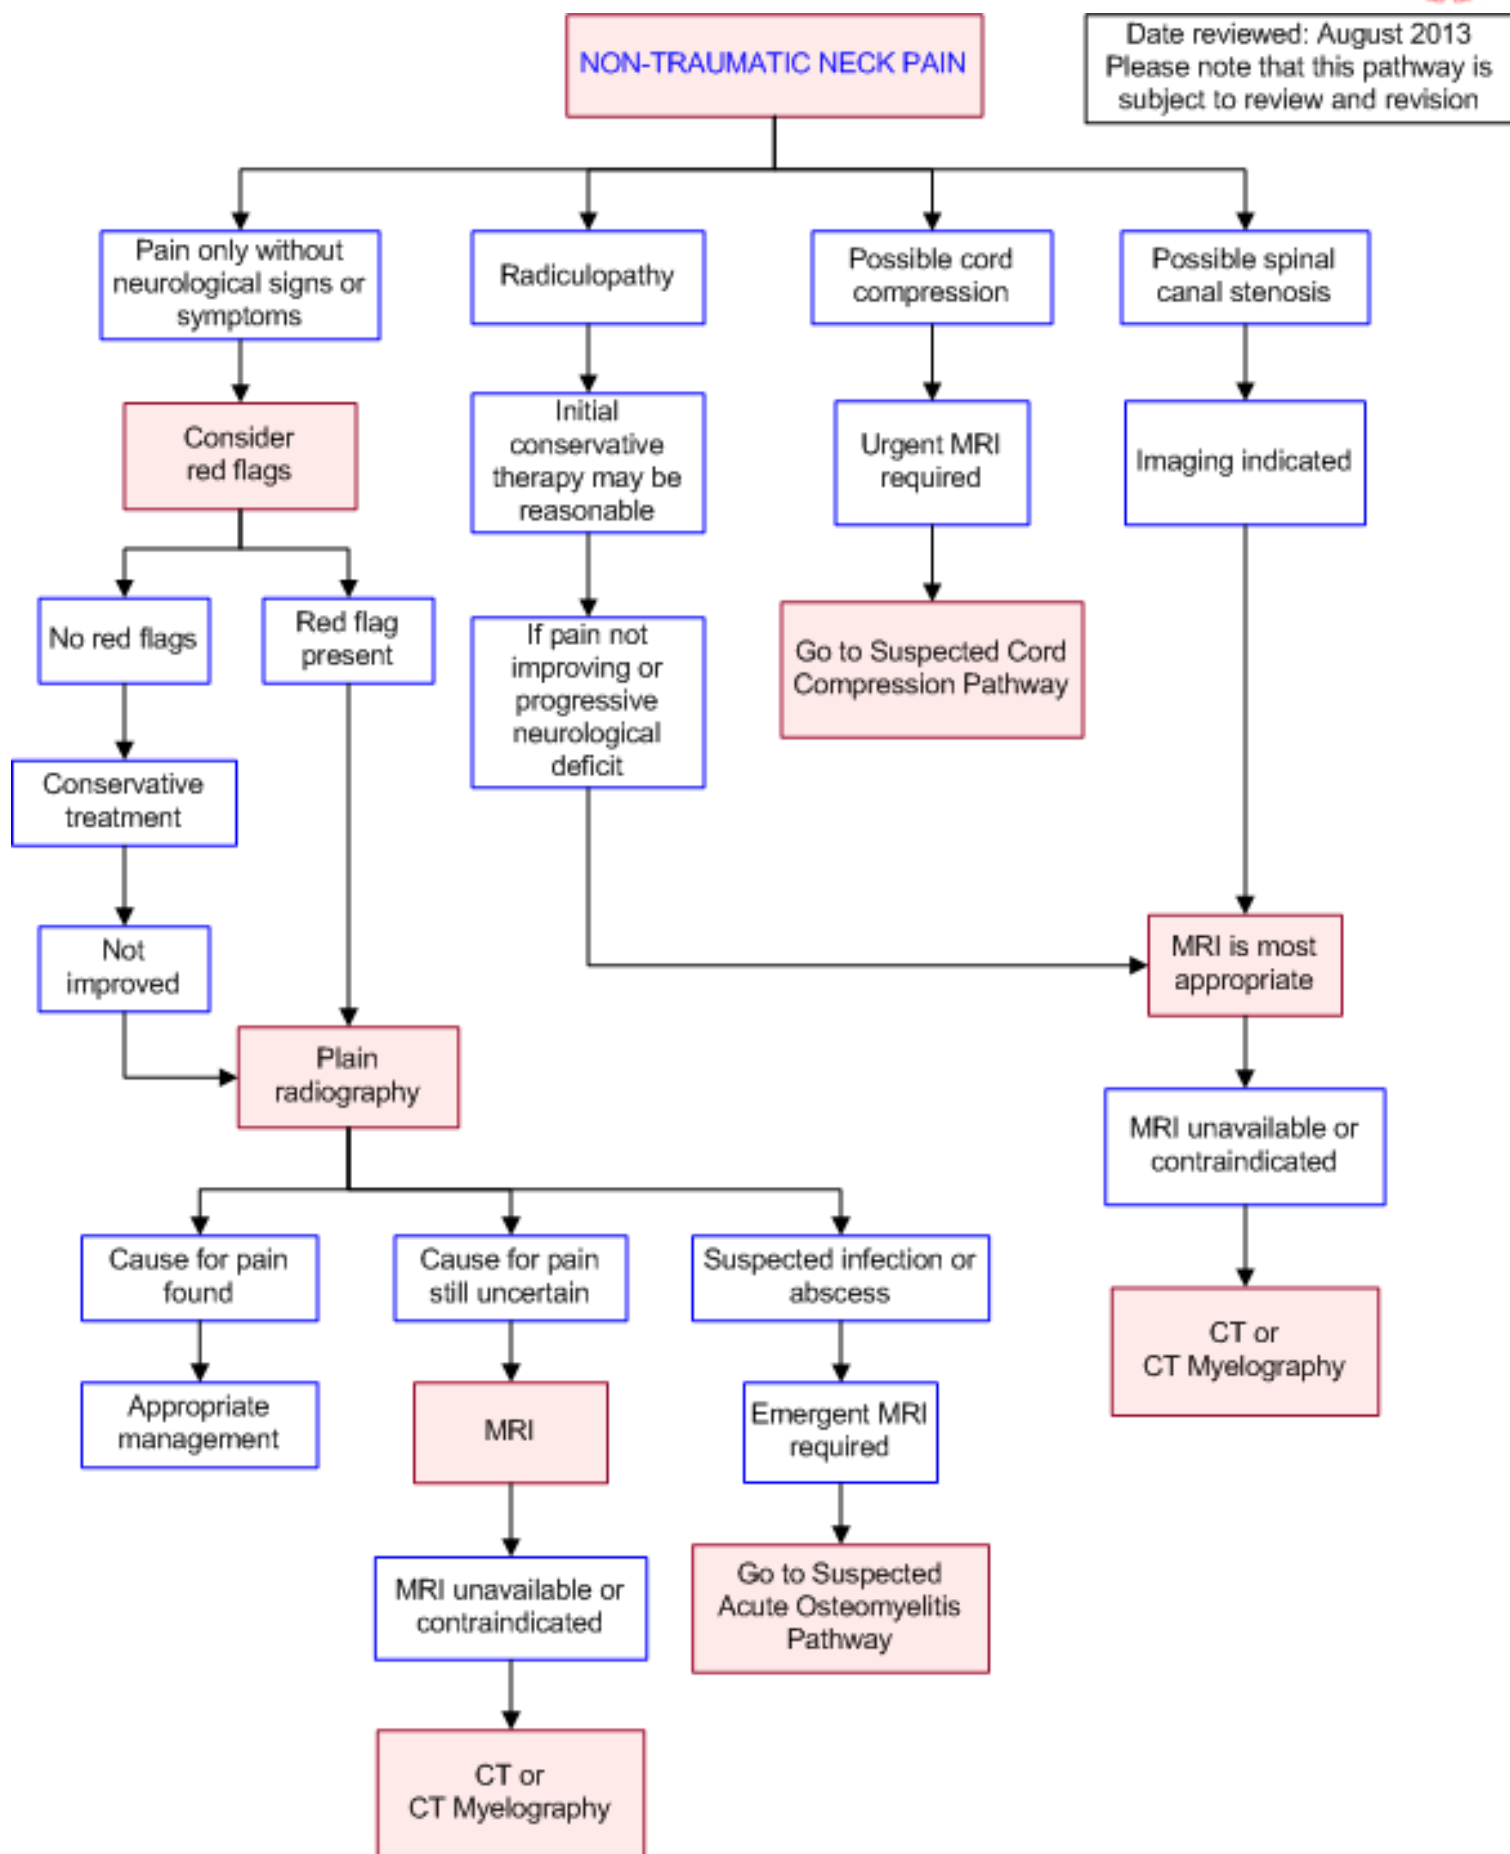 NON-TRAUMATIC NECK PAIN
Date reviewed: August 2013
Please note that this pathway is
subject to review and revision
Pain only without
neurological signs or
symptoms
Radiculopathy
Possible cord
compression
Possible spinal
canal stenosis
Consider
red flags
Initial
conservative
therapy may be
reasonable
Urgent MRI
required
Imaging indicated
No red flags
Red flag
present
If pain not
improving or
progressive
neurological
deficit
Go to Suspected Cord
Compression Pathway
Conservative
treatment
Not
improved
MRI is most
appropriate
Plain
radiography
MRI unavailable or
contraindicated
Cause for pain
found
Cause for pain
still uncertain
Suspected infection or
abscess
CT or
CT Myelography
Appropriate
management
MRI
Emergent MRI
required
MRI unavailable or
contraindicated
Go to Suspected
Acute Osteomyelitis
Pathway
CT or
CT Myelography